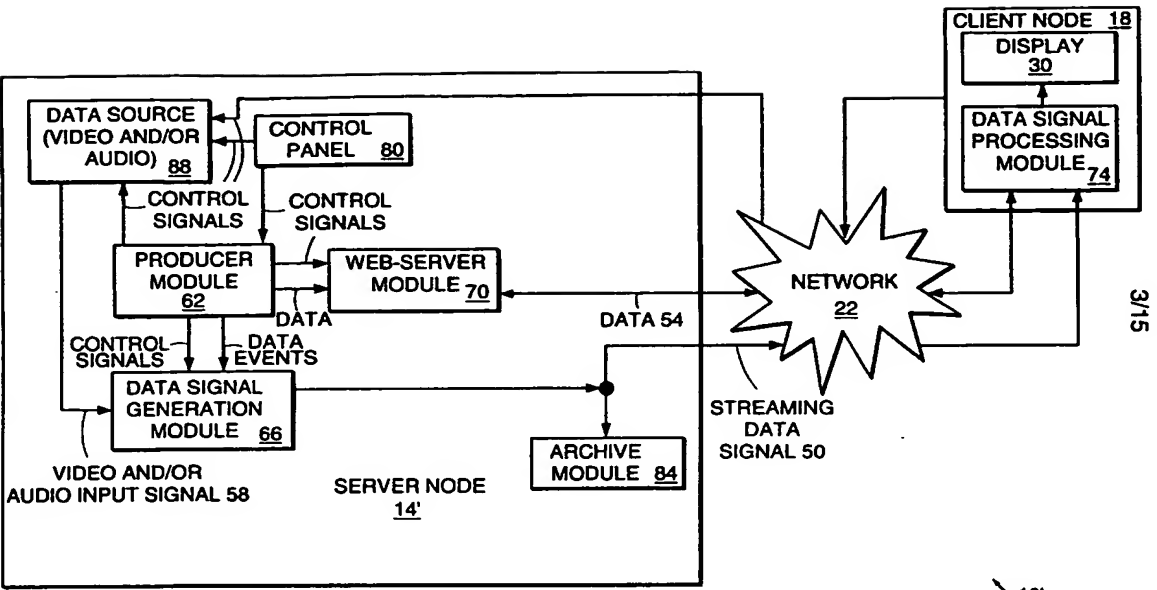 CLIENT NODE 18
DISPLAY
30
DATA SIGNAL
PROCESSING
MODULE 74
DATA SOURCE
(VIDEO AND/OR
AUDIO) 88
CONTROL
PANEL 80
CONTROL
SIGNALS
CONTROL
SIGNALS
PRODUCER
MODULE
62
WEB-SERVER
MODULE 70
DATA
DATA 54
NETWORK
22
CONTROL
SIGNALS
DATA
EVENTS
DATA SIGNAL
GENERATION
MODULE 66
STREAMING
DATA
SIGNAL 50
ARCHIVE
MODULE 84
VIDEO AND/OR
AUDIO INPUT SIGNAL 58
SERVER NODE
14'
3/15